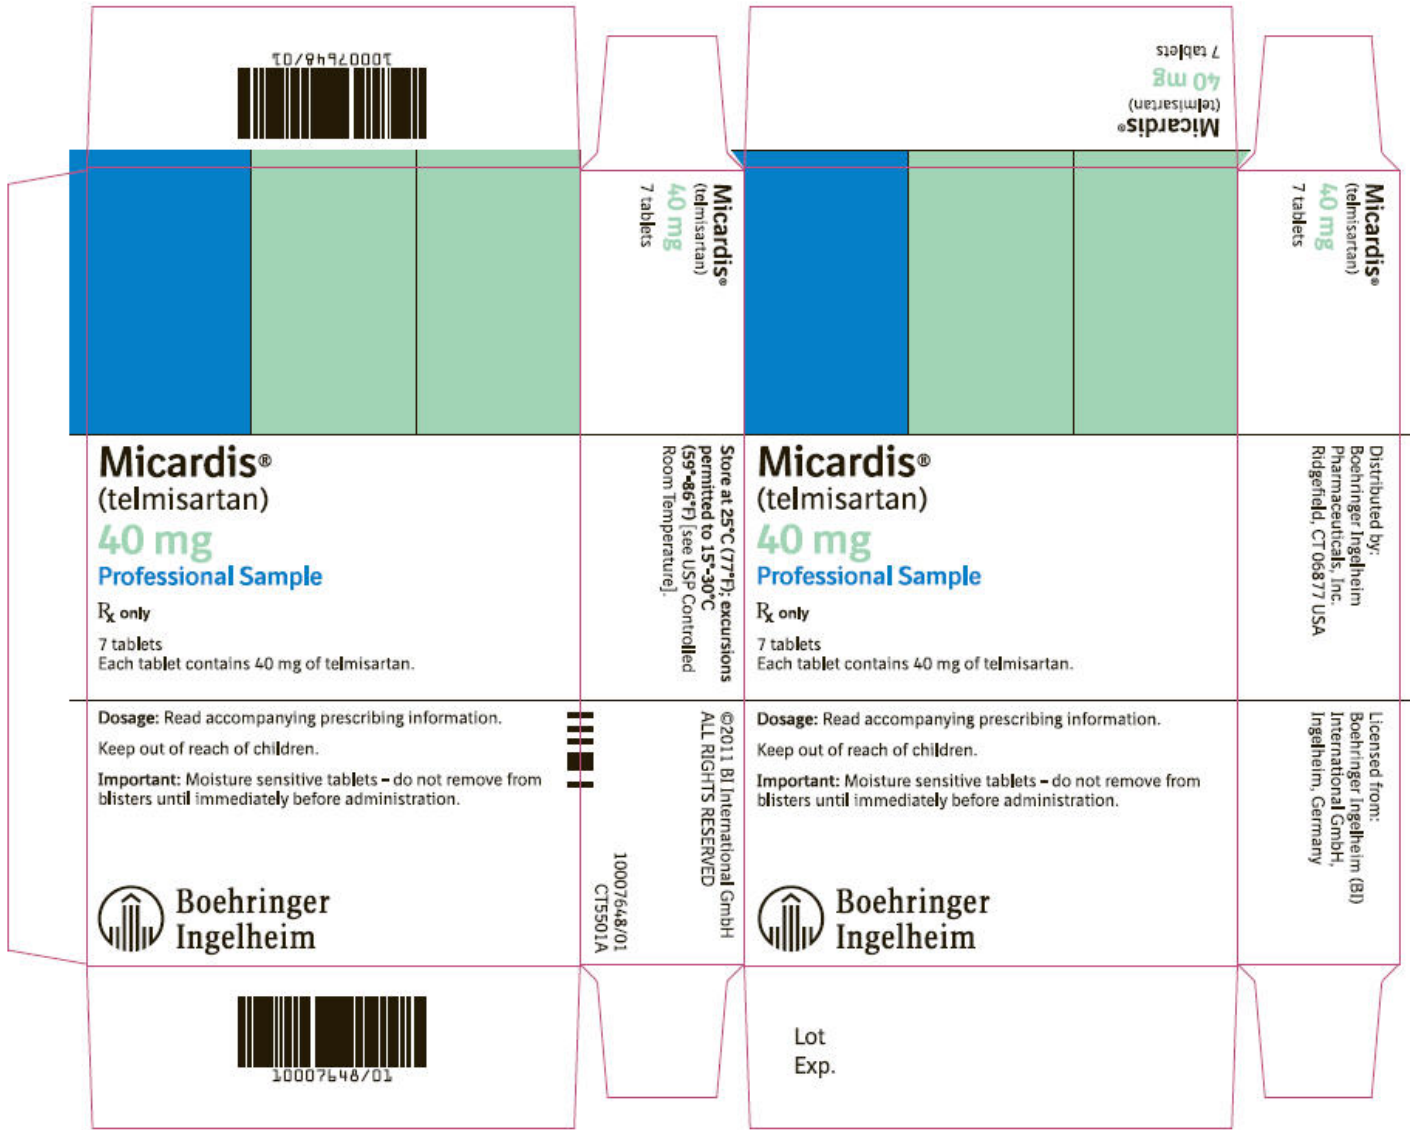 10007648/01
Micardis®
(telmisartan)
40 mg
7 tablets
Micardis®
(telmisartan)
40 mg
7 tablets
Micardis®
(telmisartan)
40 mg
7 tablets
Micardis®
(telmisartan)
40 mg
Professional Sample
Rx only
7 tablets
Each tablet contains 40 mg of telmisartan.
Dosage: Read accompanying prescribing information.
Keep out of reach of children.
Important: Moisture sensitive tablets – do not remove from
blisters until immediately before administration.
Boehringer
Ingelheim
Store at 25°C (77°F); excursions
permitted to 15°-30°C
(59°-86°F) [see USP Controlled
Room Temperature].
©2011 BI International GmbH
ALL RIGHTS RESERVED
10007648/01
CT5501A
Micardis®
(telmisartan)
40 mg
Professional Sample
Rx only
7 tablets
Each tablet contains 40 mg of telmisartan.
Dosage: Read accompanying prescribing information.
Keep out of reach of children.
Important: Moisture sensitive tablets – do not remove from
blisters until immediately before administration.
Boehringer
Ingelheim
Distributed by:
Boehringer Ingelheim
Pharmaceuticals, Inc.
Ridgefield, CT 06877 USA
Licensed from:
Boehringer Ingelheim (BI)
International GmbH,
Ingelheim, Germany
10007648/01
Lot
Exp.